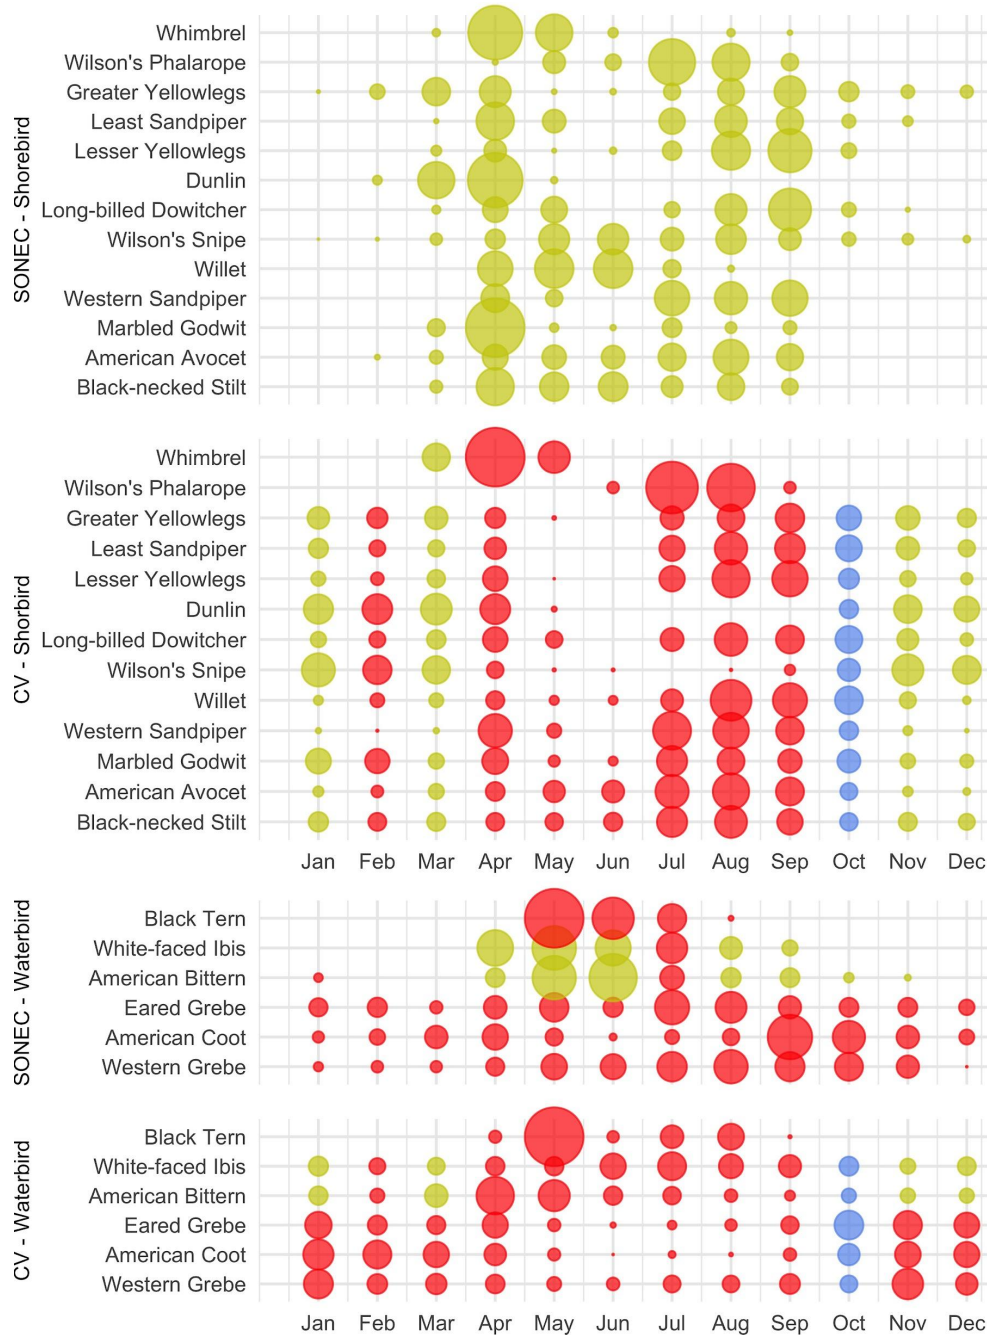 SONEC - Shorebird
Whimbrel
Wilson's Phalarope
Greater Yellowlegs
Least Sandpiper
Lesser Yellowlegs
Dunlin
Long-billed Dowitcher
Wilson's Snipe
Willet
Western Sandpiper
Marbled Godwit
American Avocet
Black-necked Stilt
CV - Shorbird
Whimbrel
Wilson's Phalarope
Greater Yellowlegs
Least Sandpiper
Lesser Yellowlegs
Dunlin
Long-billed Dowitcher
Wilson's Snipe
Willet
Western Sandpiper
Marbled Godwit
American Avocet
Black-necked Stilt
Jan Feb Mar Apr May Jun Jul Aug Sep Oct Nov Dec
SONEC - Waterbird
Black Tern
White-faced Ibis
American Bittern
Eared Grebe
American Coot
Western Grebe
CV - Waterbird
Black Tern
White-faced Ibis
American Bittern
Eared Grebe
American Coot
Western Grebe
Jan Feb Mar Apr May Jun Jul Aug Sep Oct Nov Dec